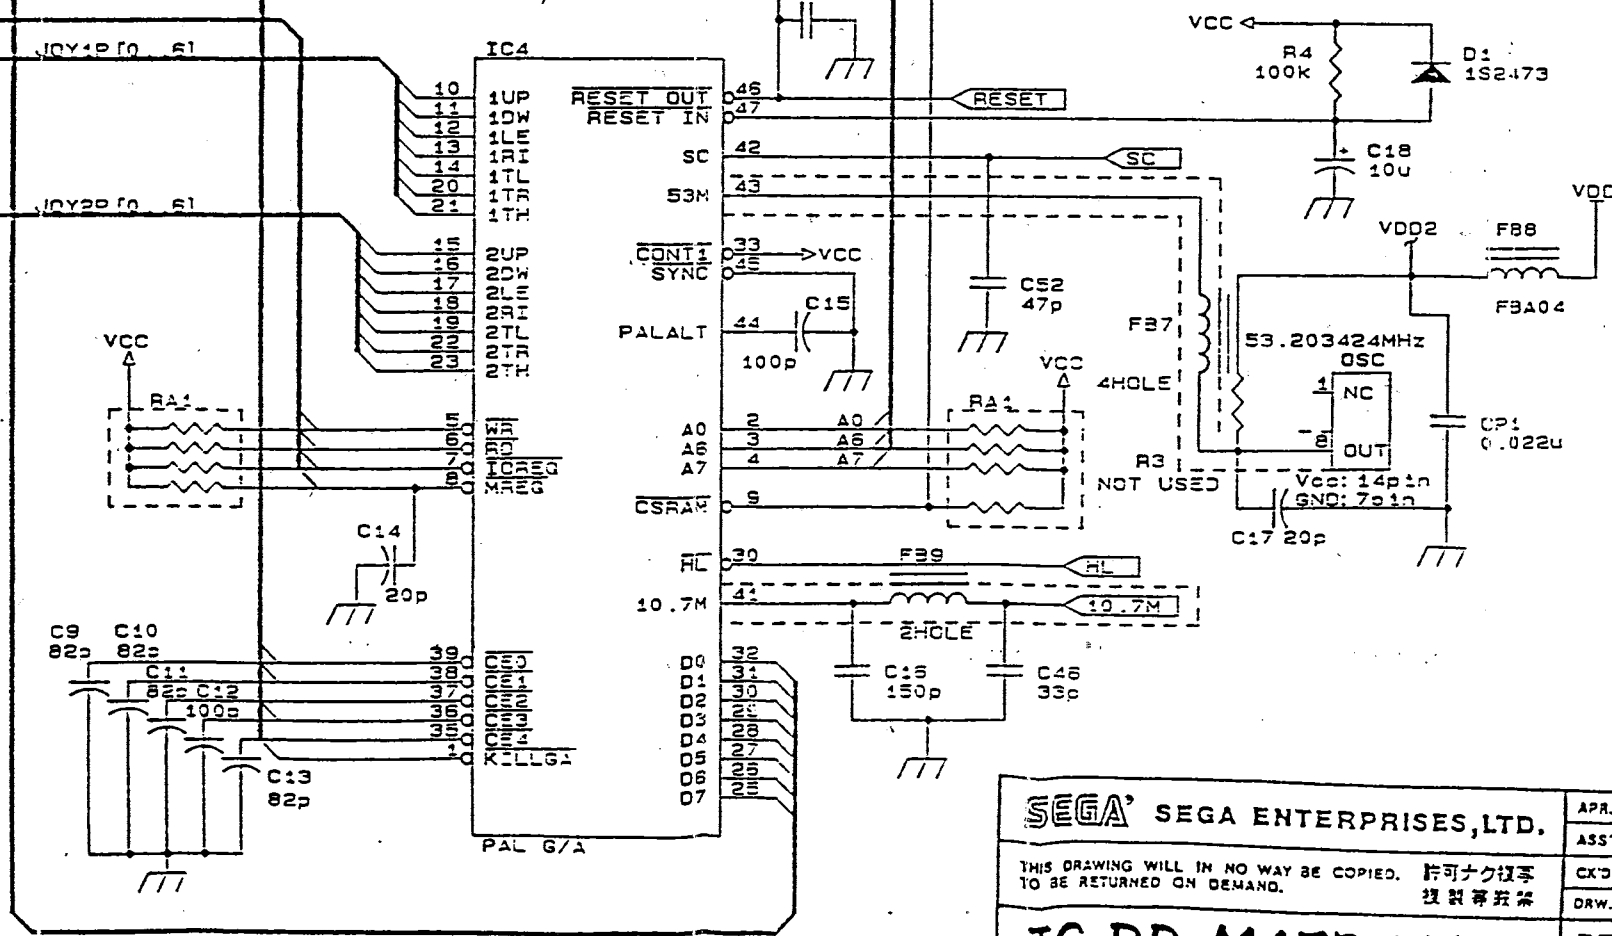 JOY1P [0..6]
JOY2P [0..6]
IC4
10 1UP
11 1DW
12 1LE
13 1RI
14 1TL
20 1TR
21 1TH
15 2UP
16 2DW
17 2LE
18 2RI
19 2TL
22 2TR
23 2TH
VCC
RA1
5 WR
6 RD
7 IOREQ
8 MREG
C14
20p
C9
82p
C10
82p
C11
82p
C12
100p
C13
82p
39 CE0
38 CE1
37 CE2
36 CE3
35 CE4
1 KILLGA
PAL G/A
RESET OUT 46
RESET
RESET IN 47
SC 42
SC
53M 43
CONT1 33
VCC
SYNC 45
PALALT 44
C15
100p
C52
47p
A0 2 A0
A6 3 A6
A7 4 A7
CSRAM 9
VCC
RA1
HL 30
HL
10.7M 41
FB9
10.7M
2HOLE
C16
150p
C46
33p
D0 32
D1 31
D2 30
D3
D4 28
D5 27
D6
D7
VCC
R4
100k
D1
1S2473
C18
10u
+
VDD2
FB8
FBA04
FB7
4HOLE
53.203424MHz
OSC
1 NC
8 OUT
CP1
0.022u
R3
NOT USED
Vcc: 14pin
GND: 7pin
C17 20p
SEGA SEGA ENTERPRISES,LTD.
THIS DRAWING WILL IN NO WAY BE COPIED.
TO BE RETURNED ON DEMAND.
許可ナク複写
APR.
CX'D
DRW.